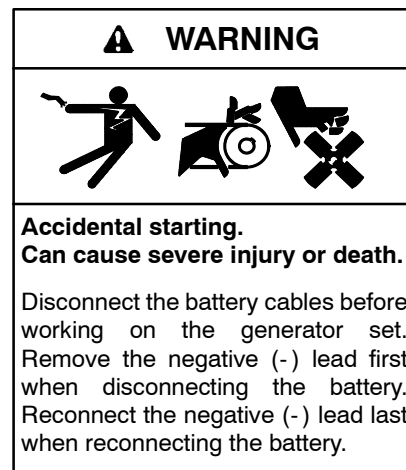 WARNING
Accidental starting.
Can cause severe injury or death.
Disconnect the battery cables before
working on the generator set.
Remove the negative (-) lead first
when disconnecting the battery.
Reconnect the negative (-) lead last
when reconnecting the battery.